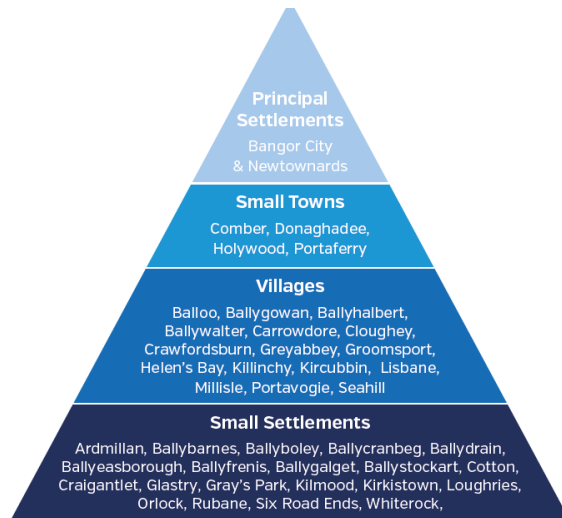 Principal
Settlements
Bangor City
& Newtownards
Small Towns
Comber, Donaghadee,
Holywood, Portaferry
Villages
Balloo, Ballygowan, Ballyhalbert,
Ballywalter, Carrowdore, Cloughey,
Crawfordsburn, Greyabbey, Groomsport,
Helen's Bay, Killinchy, Kircubbin, Lisbane,
Millisle, Portavogie, Seahill
Small Settlements
Ardmillan, Ballybarnes, Ballyboley, Ballycranbeg, Ballydrain,
Ballyeasborough, Ballyfrenis, Ballygalget, Ballystockart, Cotton,
Craigantlet, Glastry, Gray's Park, Kilmood, Kirkistown, Loughries,
Orlock, Rubane, Six Road Ends, Whiterock,